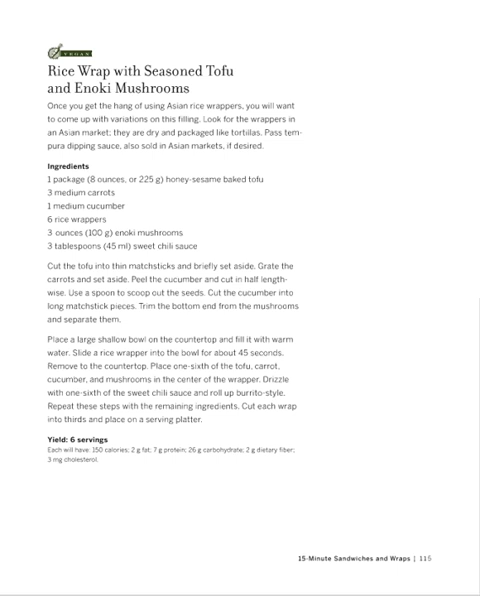 VEGAN
Rice Wrap with Seasoned Tofu
and Enoki Mushrooms
Once you get the hang of using Asian rice wrappers, you will want
to come up with variations on this filling. Look for the wrappers in
an Asian market; they are dry and packaged like tortillas. Pass tem-
pura dipping sauce, also sold in Asian markets, if desired.
Ingredients
1 package (8 ounces, or 225 g) honey-sesame baked tofu
3 medium carrots
1 medium cucumber
6 rice wrappers
3 ounces (100 g) enoki mushrooms
3 tablespoons (45 ml) sweet chili sauce
Cut the tofu into thin matchsticks and briefly set aside. Grate the
carrots and set aside. Peel the cucumber and cut in half length-
wise. Use a spoon to scoop out the seeds. Cut the cucumber into
long matchstick pieces. Trim the bottom end from the mushrooms
and separate them.
Place a large shallow bowl on the countertop and fill it with warm
water. Slide a rice wrapper into the bowl for about 45 seconds.
Remove to the countertop. Place one-sixth of the tofu, carrot,
cucumber, and mushrooms in the center of the wrapper. Drizzle
with one-sixth of the sweet chili sauce and roll up burrito-style.
Repeat these steps with the remaining ingredients. Cut each wrap
into thirds and place on a serving platter.
Yield: 6 servings
Each will have: 150 calories; 2 g fat; 7 g protein; 26 g carbohydrate; 2 g dietary fiber;
3 mg cholesterol.
15-Minute Sandwiches and Wraps | 115